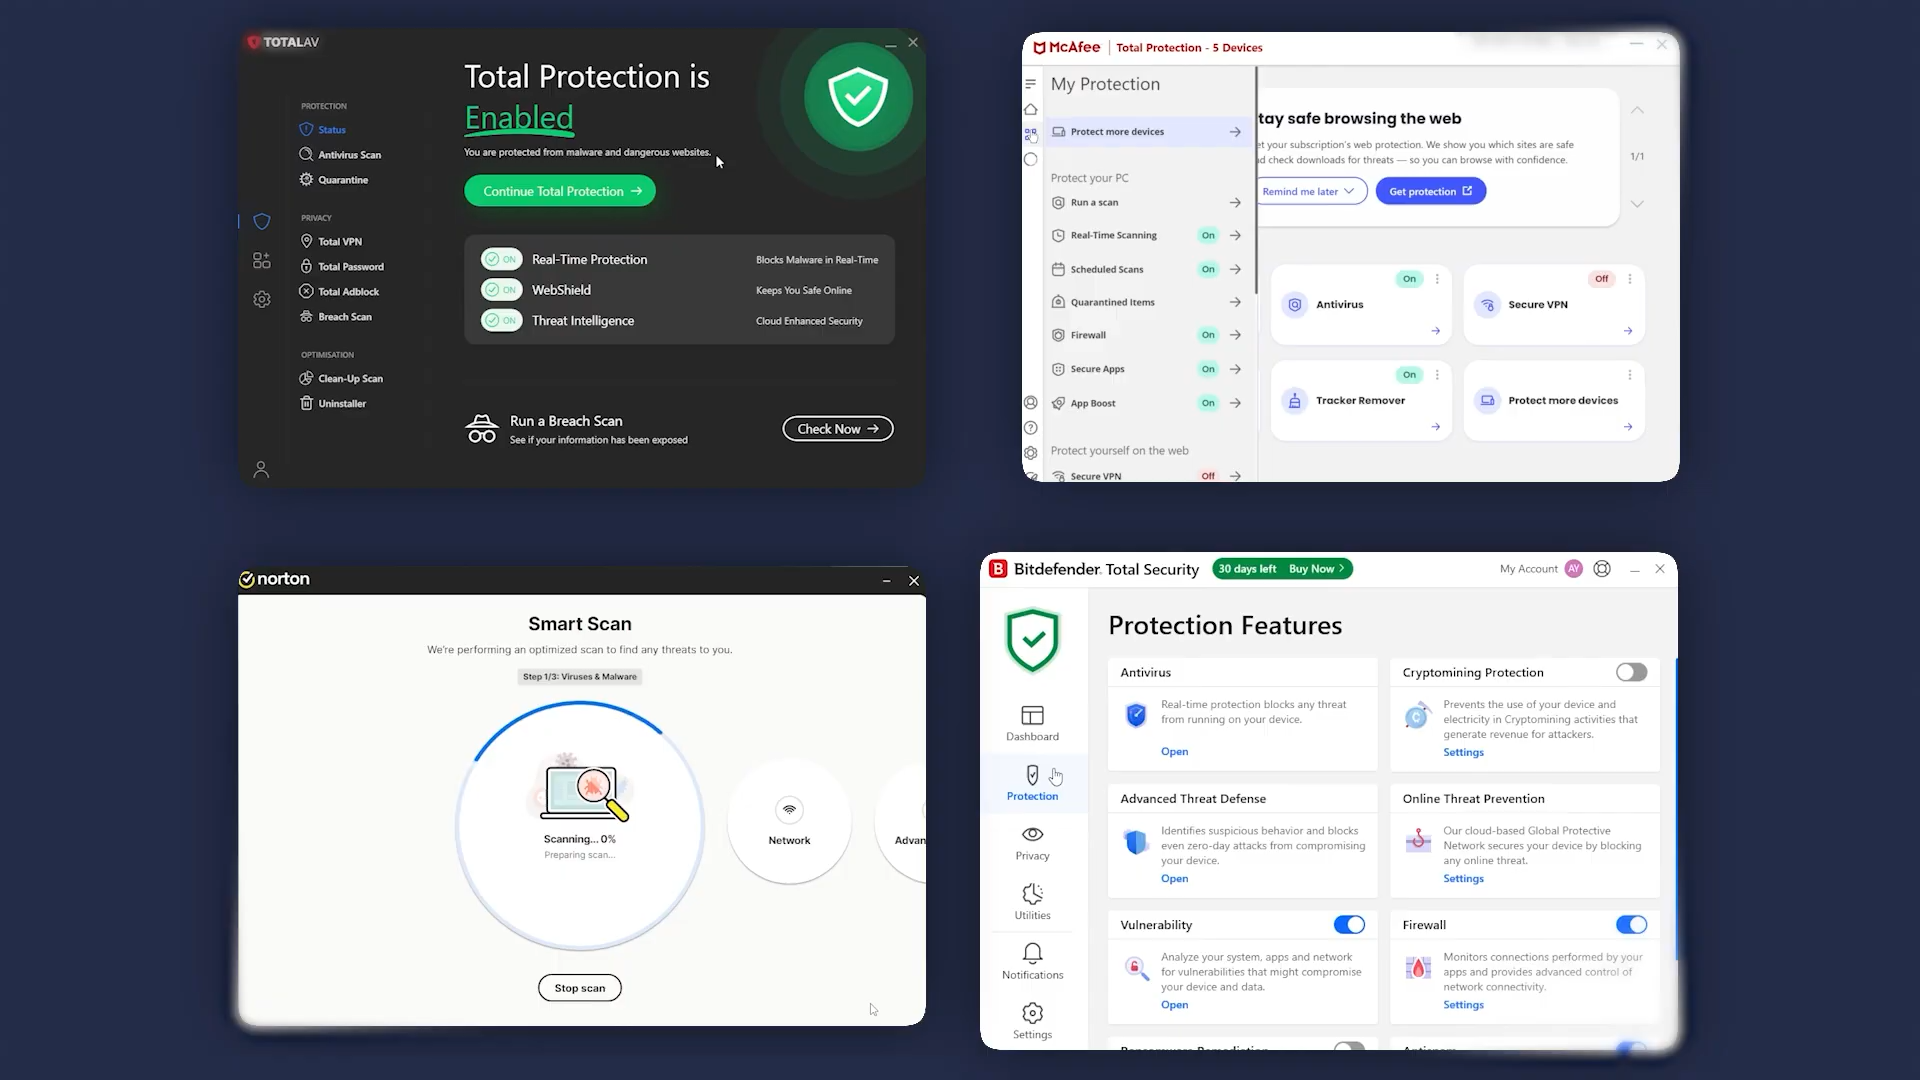 TOTALAV
Total Protection is
Enabled
You are protected from malware and dangerous websites.
Continue Total Protection
PROTECTION
Status
Antivirus Scan
Quarantine
PRIVACY
Total VPN
Total Password
Total Adblock
Breach Scan
OPTIMISATION
Clean-Up Scan
Uninstaller
ON Real-Time Protection Blocks Malware in Real-Time
ON WebShield Keeps You Safe Online
ON Threat Intelligence Cloud Enhanced Security
Run a Breach Scan
See if your information has been exposed
Check Now
McAfee Total Protection - 5 Devices
My Protection
Protect more devices
Protect your PC
Run a scan
Real-Time Scanning On
Scheduled Scans On
Quarantined Items
Firewall On
Secure Apps On
App Boost On
Protect yourself on the web
Secure VPN Off
tay safe browsing the web
et your subscription's web protection. We show you which sites are safe
d check downloads for threats — so you can browse with confidence.
Remind me later
Get protection
1/1
On
Antivirus
Off
Secure VPN
On
Tracker Remover
Protect more devices
norton
Smart Scan
We're performing an optimized scan to find any threats to you.
Step 1/3: Viruses & Malware
Scanning... 0%
Preparing scan...
Network
Advan
Stop scan
B Bitdefender Total Security
30 days left Buy Now
My Account AY
Dashboard
Protection
Privacy
Utilities
Notifications
Settings
Protection Features
Antivirus
Real-time protection blocks any threat
from running on your device.
Open
Cryptomining Protection
Prevents the use of your device and
electricity in Cryptomining activities that
generate revenue for attackers.
Settings
Advanced Threat Defense
Identifies suspicious behavior and blocks
even zero-day attacks from compromising
your device.
Open
Online Threat Prevention
Our cloud-based Global Protective
Network secures your device by blocking
any online threat.
Settings
Vulnerability
Analyze your system, apps and network
for vulnerabilities that might compromise
your device and data.
Open
Firewall
Monitors connections performed by your
apps and provides advanced control of
network connectivity.
Settings